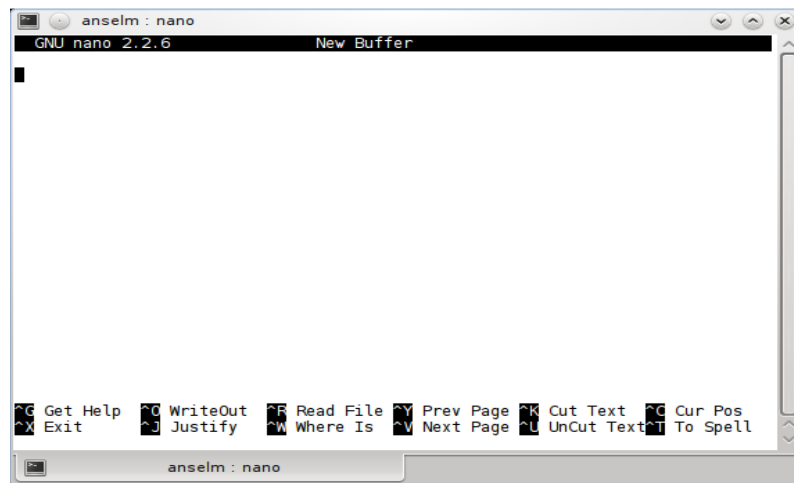 anselm : nano
GNU nano 2.2.6 New Buffer
^G Get Help ^O WriteOut ^R Read File ^Y Prev Page ^K Cut Text ^C Cur Pos
^X Exit ^J Justify ^W Where Is ^V Next Page ^U UnCut Text ^T To Spell
anselm : nano